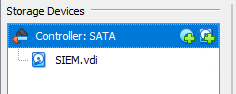 Storage Devices
Controller: SATA
SIEM.vdi